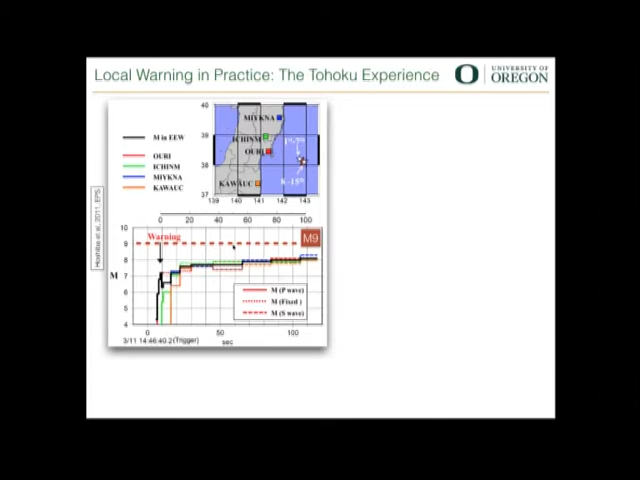 Local Warning in Practice: The Tohoku Experience
O
UNIVERSITY OF
OREGON
M in EEW
OURI
ICHINM
MIYKNA
KAWAUC
40
39
38
37
139 140 141 142 143
MIYKNA
ICHINM
OURI
KAWAUC
0 20 40 60 80 100
Warning
M9
10
9
8
7
6
5
4
M
M (P wave)
M (Fixed )
M (S wave)
0 50 100
3/11 14:46:40.2(Trigger)
sec